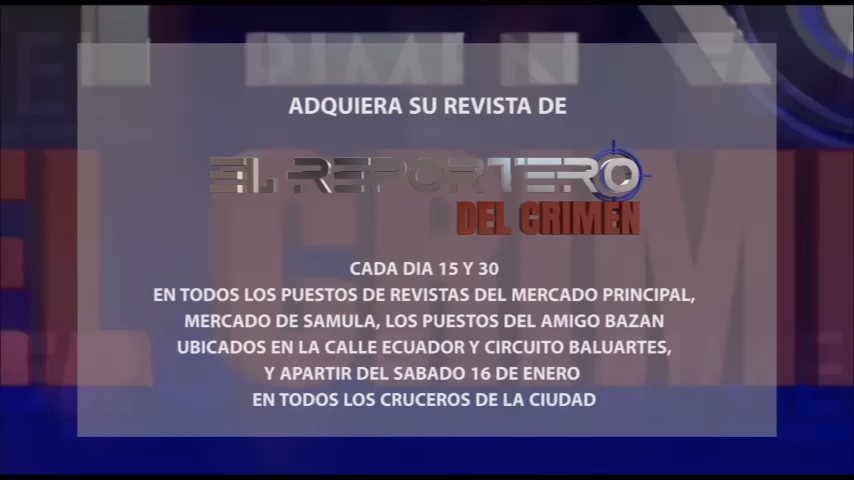 ADQUIERA SU REVISTA DE
EL REPORTERO
DEL CRIMEN
CADA DIA 15 Y 30
EN TODOS LOS PUESTOS DE REVISTAS DEL MERCADO PRINCIPAL,
MERCADO DE SAMULA, LOS PUESTOS DEL AMIGO BAZAN
UBICADOS EN LA CALLE ECUADOR Y CIRCUITO BALUARTES,
Y APARTIR DEL SABADO 16 DE ENERO
EN TODOS LOS CRUCEROS DE LA CIUDAD